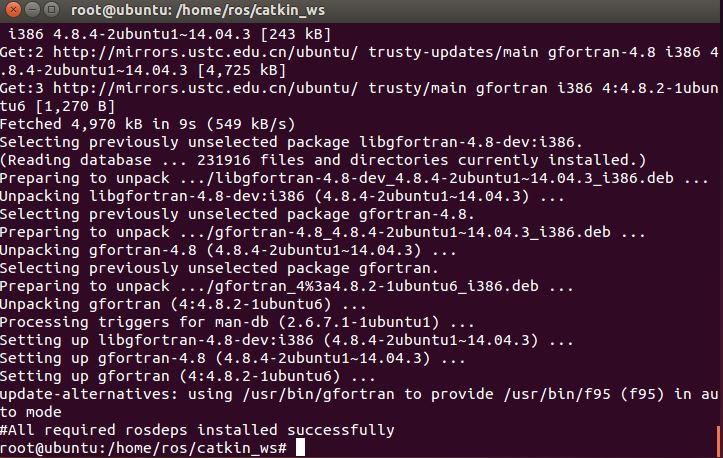 root@ubuntu: /home/ros/catkin_ws
i386 4.8.4-2ubuntu1~14.04.3 [243 kB]
Get:2 http://mirrors.ustc.edu.cn/ubuntu/ trusty-updates/main gfortran-4.8 i386 4
.8.4-2ubuntu1~14.04.3 [4,725 kB]
Get:3 http://mirrors.ustc.edu.cn/ubuntu/ trusty/main gfortran i386 4:4.8.2-1ubun
tu6 [1,270 B]
Fetched 4,970 kB in 9s (549 kB/s)
Selecting previously unselected package libgfortran-4.8-dev:i386.
(Reading database ... 231916 files and directories currently installed.)
Preparing to unpack .../libgfortran-4.8-dev_4.8.4-2ubuntu1~14.04.3_i386.deb ...
Unpacking libgfortran-4.8-dev:i386 (4.8.4-2ubuntu1~14.04.3) ...
Selecting previously unselected package gfortran-4.8.
Preparing to unpack .../gfortran-4.8_4.8.4-2ubuntu1~14.04.3_i386.deb ...
Unpacking gfortran-4.8 (4.8.4-2ubuntu1~14.04.3) ...
Selecting previously unselected package gfortran.
Preparing to unpack .../gfortran_4%3a4.8.2-1ubuntu6_i386.deb ...
Unpacking gfortran (4:4.8.2-1ubuntu6) ...
Processing triggers for man-db (2.6.7.1-1ubuntu1) ...
Setting up libgfortran-4.8-dev:i386 (4.8.4-2ubuntu1~14.04.3) ...
Setting up gfortran-4.8 (4.8.4-2ubuntu1~14.04.3) ...
Setting up gfortran (4:4.8.2-1ubuntu6) ...
update-alternatives: using /usr/bin/gfortran to provide /usr/bin/f95 (f95) in au
to mode
#All required rosdeps installed successfully
root@ubuntu:/home/ros/catkin_ws#